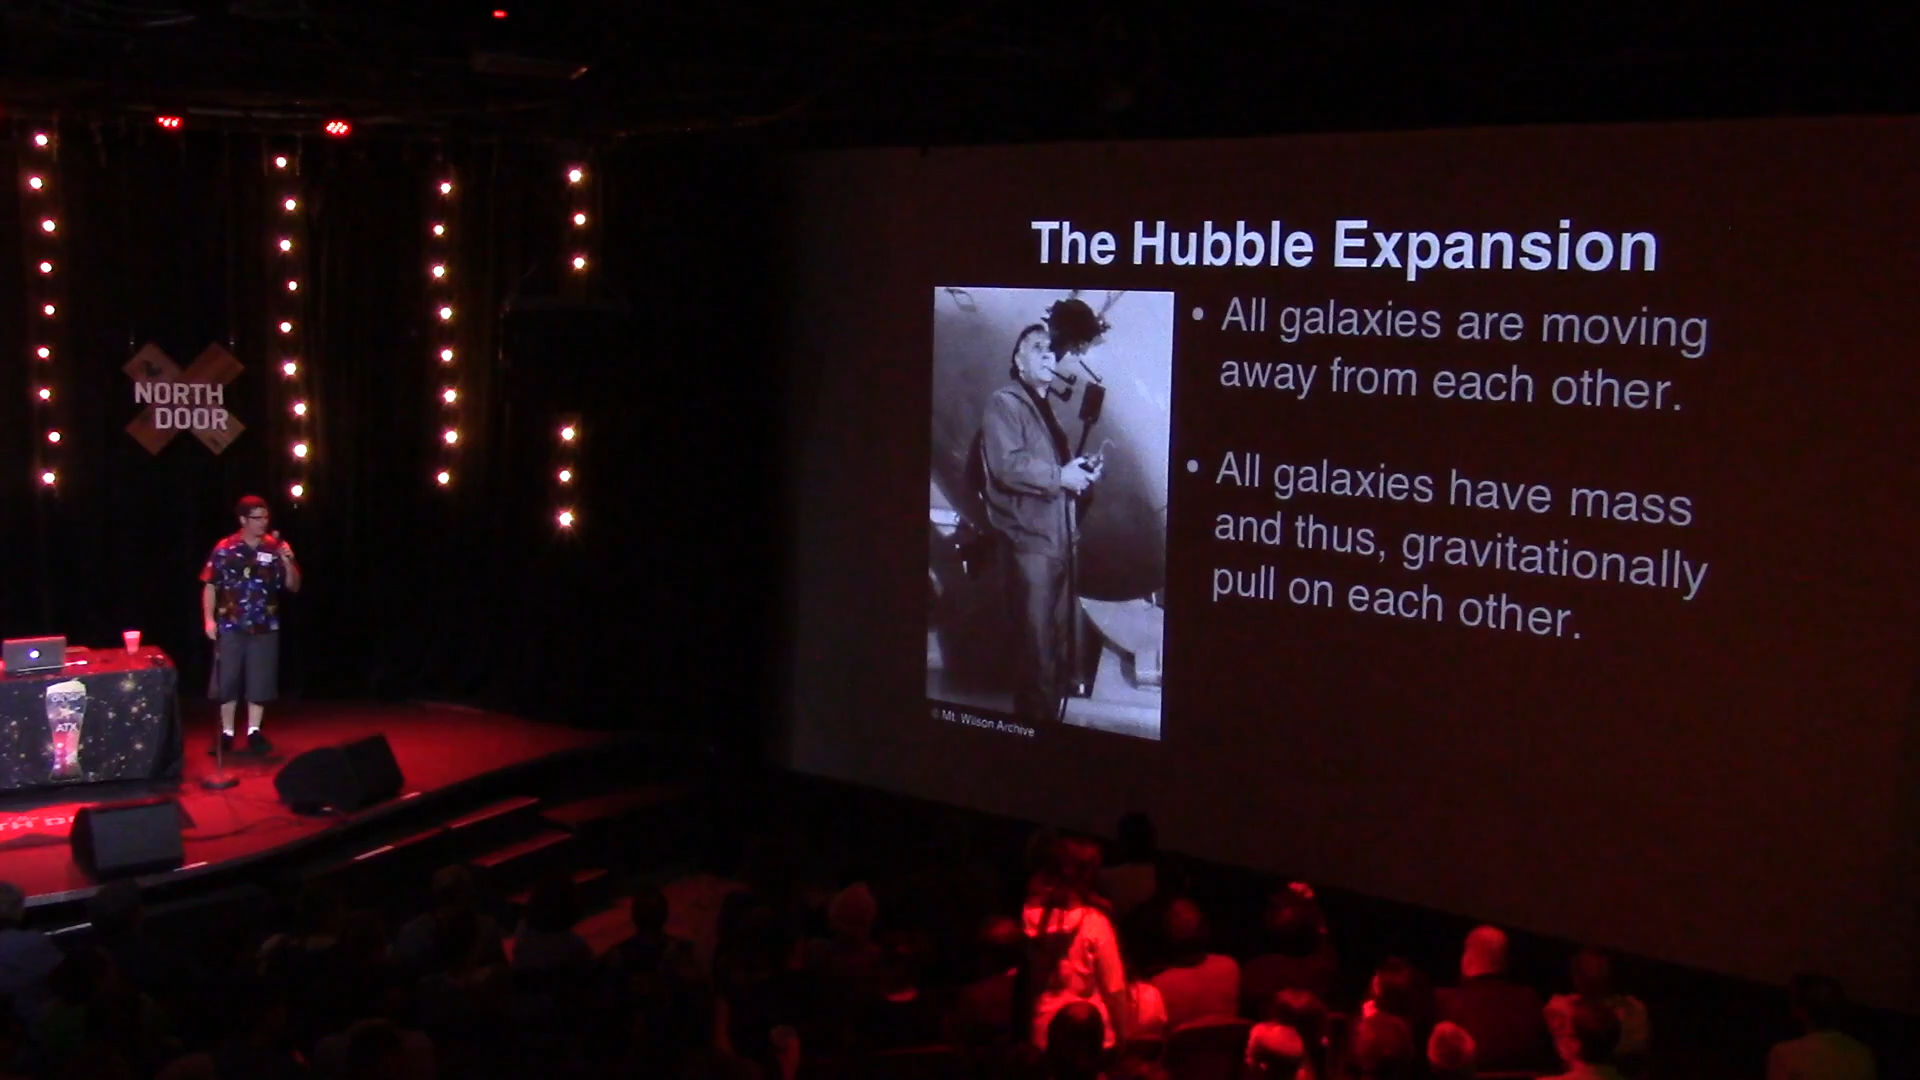 The Hubble Expansion
• All galaxies are moving
away from each other.
• All galaxies have mass
and thus, gravitationally
pull on each other.
© Mt. Wilson Archive
NORTH
DOOR
ATX